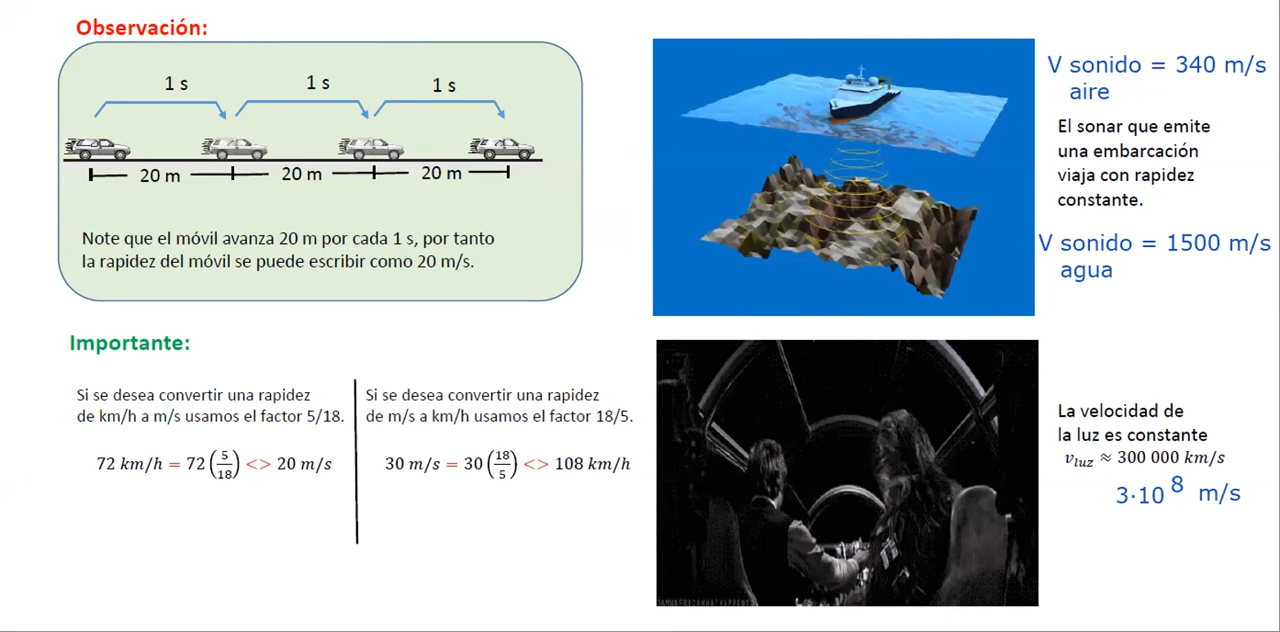 Observación:
1 s
1 s
1 s
20 m
20 m
20 m
Note que el móvil avanza 20 m por cada 1 s, por tanto
la rapidez del móvil se puede escribir como 20 m/s.
Importante:
Si se desea convertir una rapidez
de km/h a m/s usamos el factor 5/18.
72 km/h = 72 (5/18) <> 20 m/s
Si se desea convertir una rapidez
de m/s a km/h usamos el factor 18/5.
30 m/s = 30 (18/5) <> 108 km/h
V sonido = 340 m/s
aire
El sonar que emite
una embarcación
viaja con rapidez
constante.
V sonido = 1500 m/s
agua
La velocidad de
la luz es constante
v_luz ≈ 300 000 km/s
3·10^8 m/s